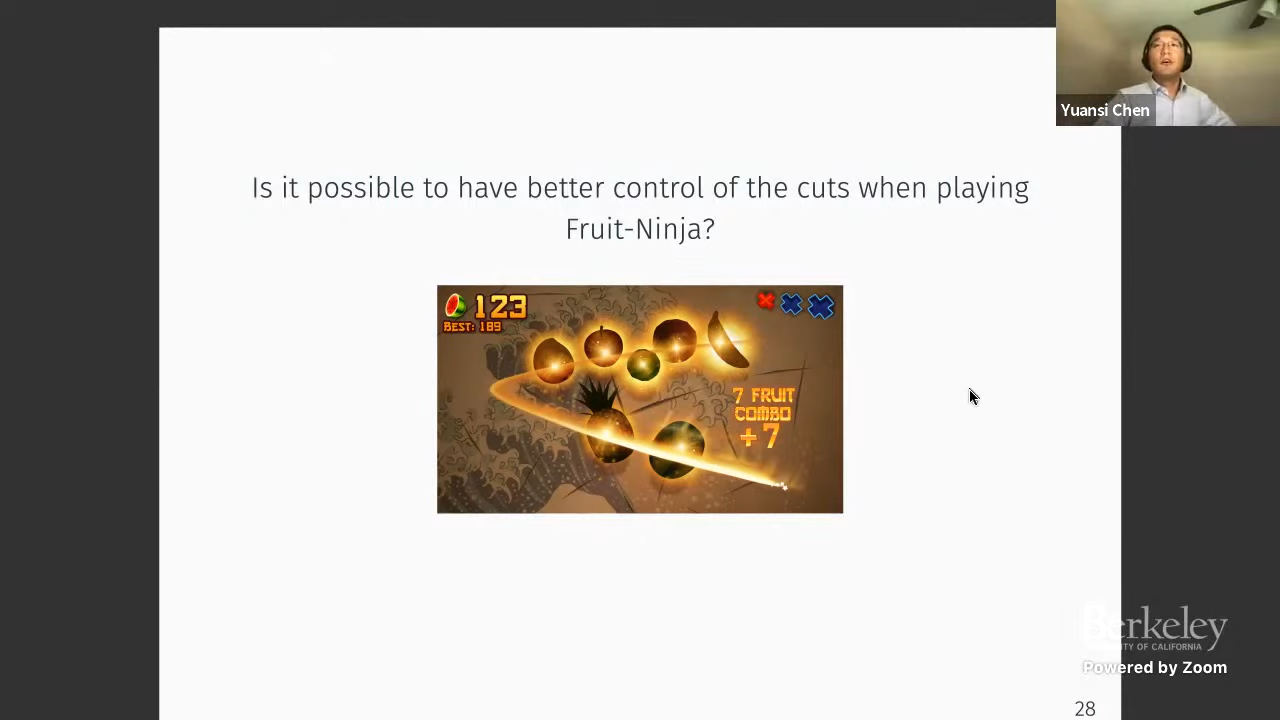 Yuansi Chen
Is it possible to have better control of the cuts when playing
Fruit-Ninja?
123
BEST: 189
7 FRUIT
COMBO
+7
Berkeley
ITY OF CALIFORNIA
Powered by Zoom
28